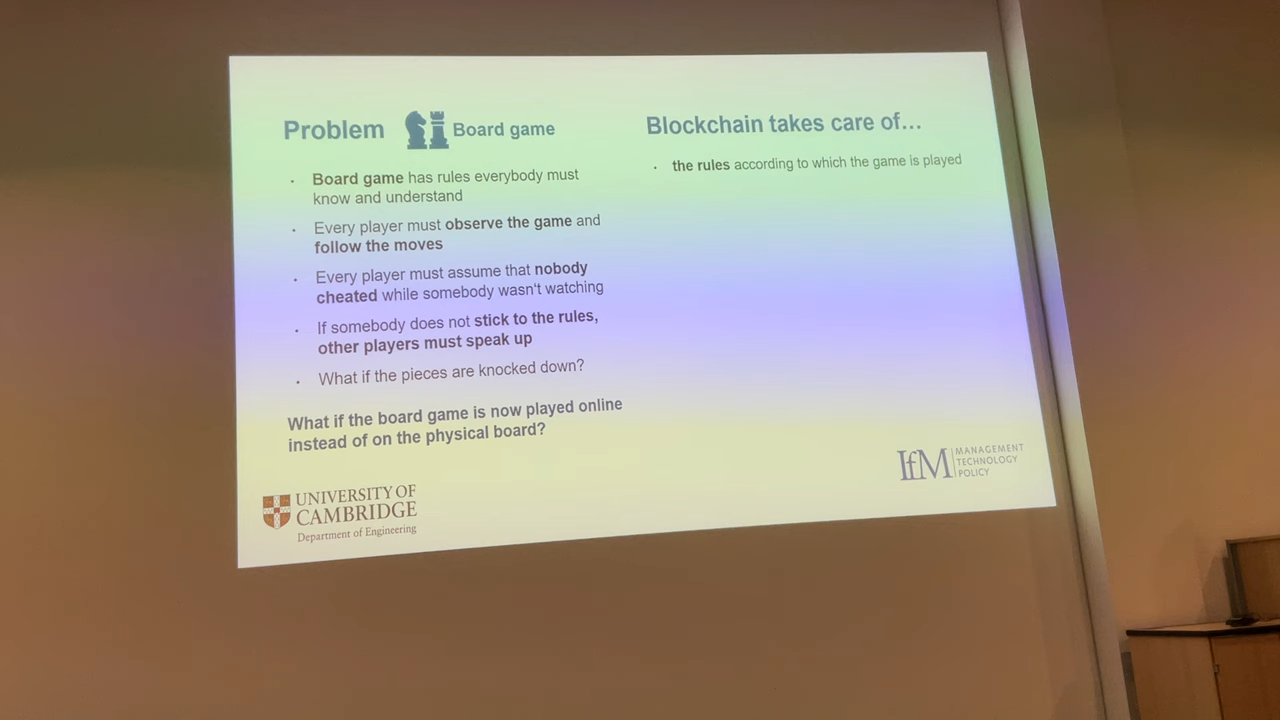 Problem
Board game
Board game has rules everybody must
know and understand
Every player must observe the game and
follow the moves
Every player must assume that nobody
cheated while somebody wasn't watching
If somebody does not stick to the rules,
other players must speak up
What if the pieces are knocked down?
What if the board game is now played online
instead of on the physical board?
Blockchain takes care of...
the rules according to which the game is played
UNIVERSITY OF
CAMBRIDGE
Department of Engineering
IfM
MANAGEMENT
TECHNOLOGY
POLICY